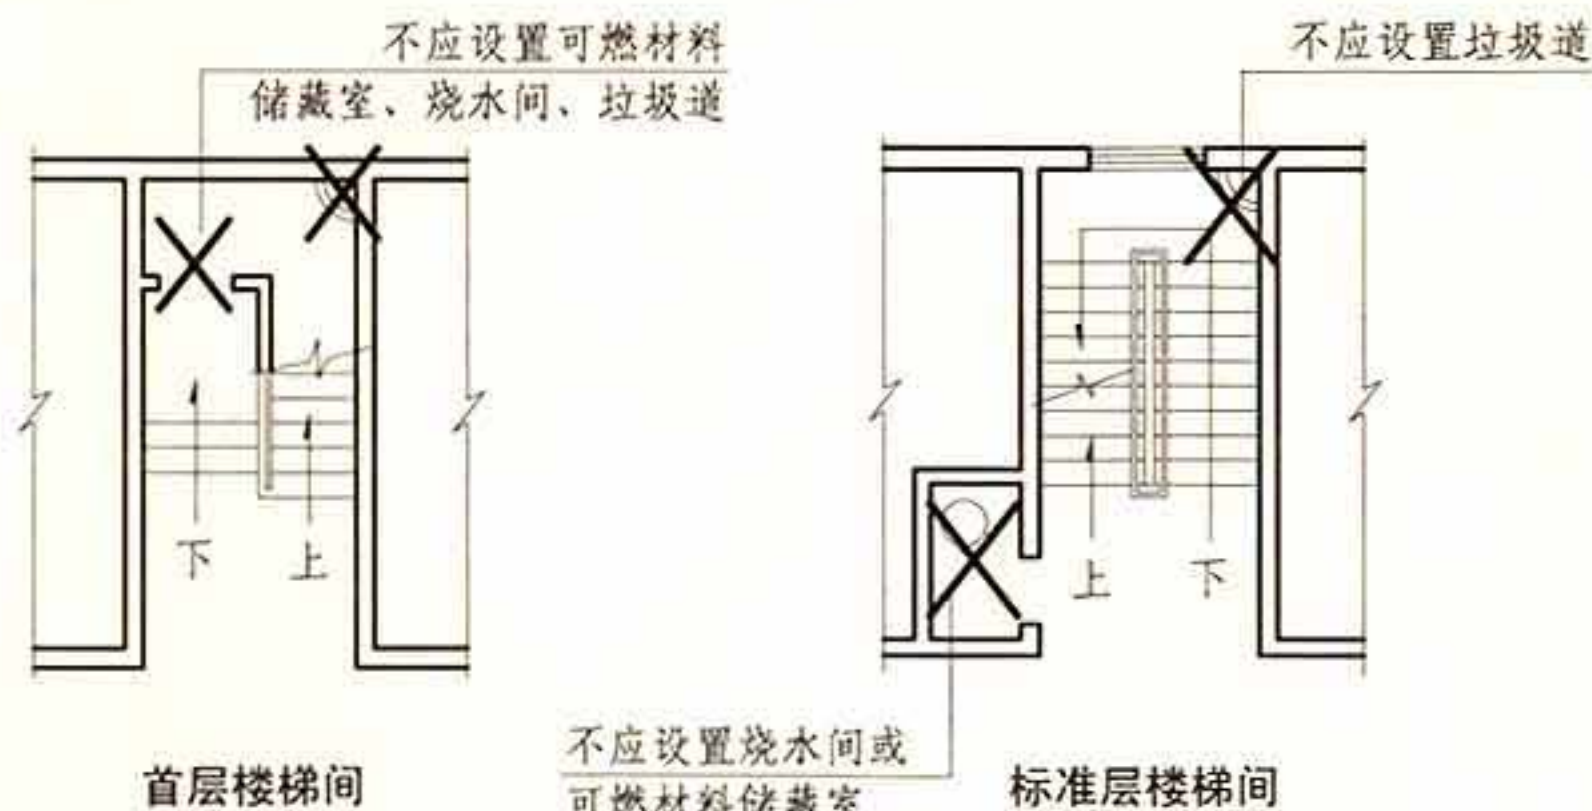 不应设置可燃材料
储藏室、烧水间、垃圾道
不应设置垃圾道
下
上
上
下
不应设置烧水间或
可燃材料储藏室
首层楼梯间
标准层楼梯间